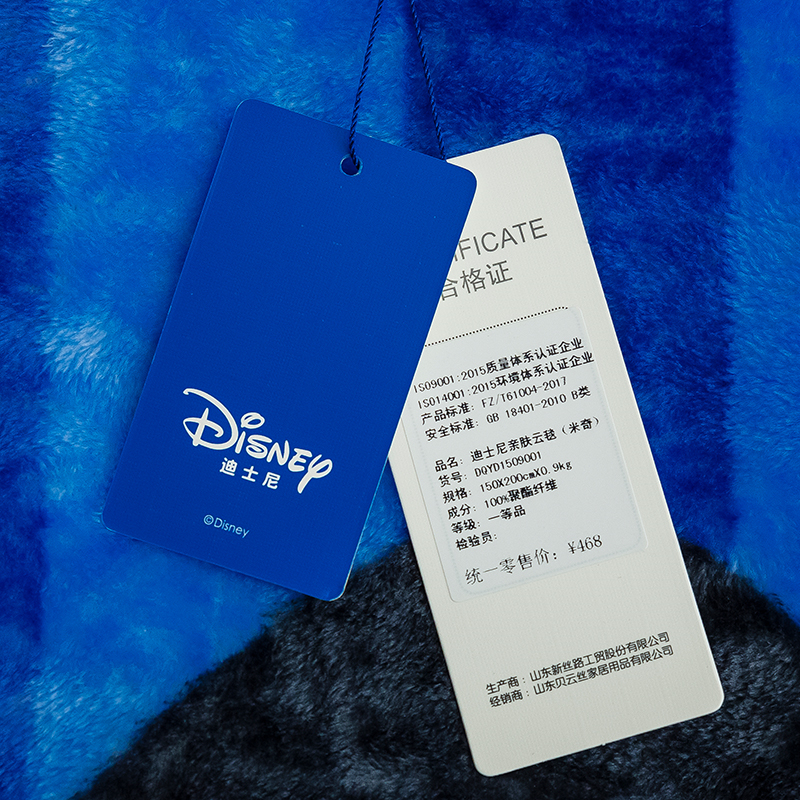 DISNEY
迪士尼
©Disney
IFICATE
合格证
ISO9001:2015质量体系认证企业
ISO14001:2015环境体系认证企业
产品标准: FZ/T61004-2017
安全标准: GB 18401-2010 B类
品名: 迪士尼亲肤云毯（米奇）
货号: DQYD1509001
规格: 150X200cmX0.9kg
成分: 100%聚酯纤维
等级: 一等品
检验员:
统一零售价: ¥468
生产商：山东新丝路工贸股份有限公司
经销商：山东贝云丝家居用品有限公司